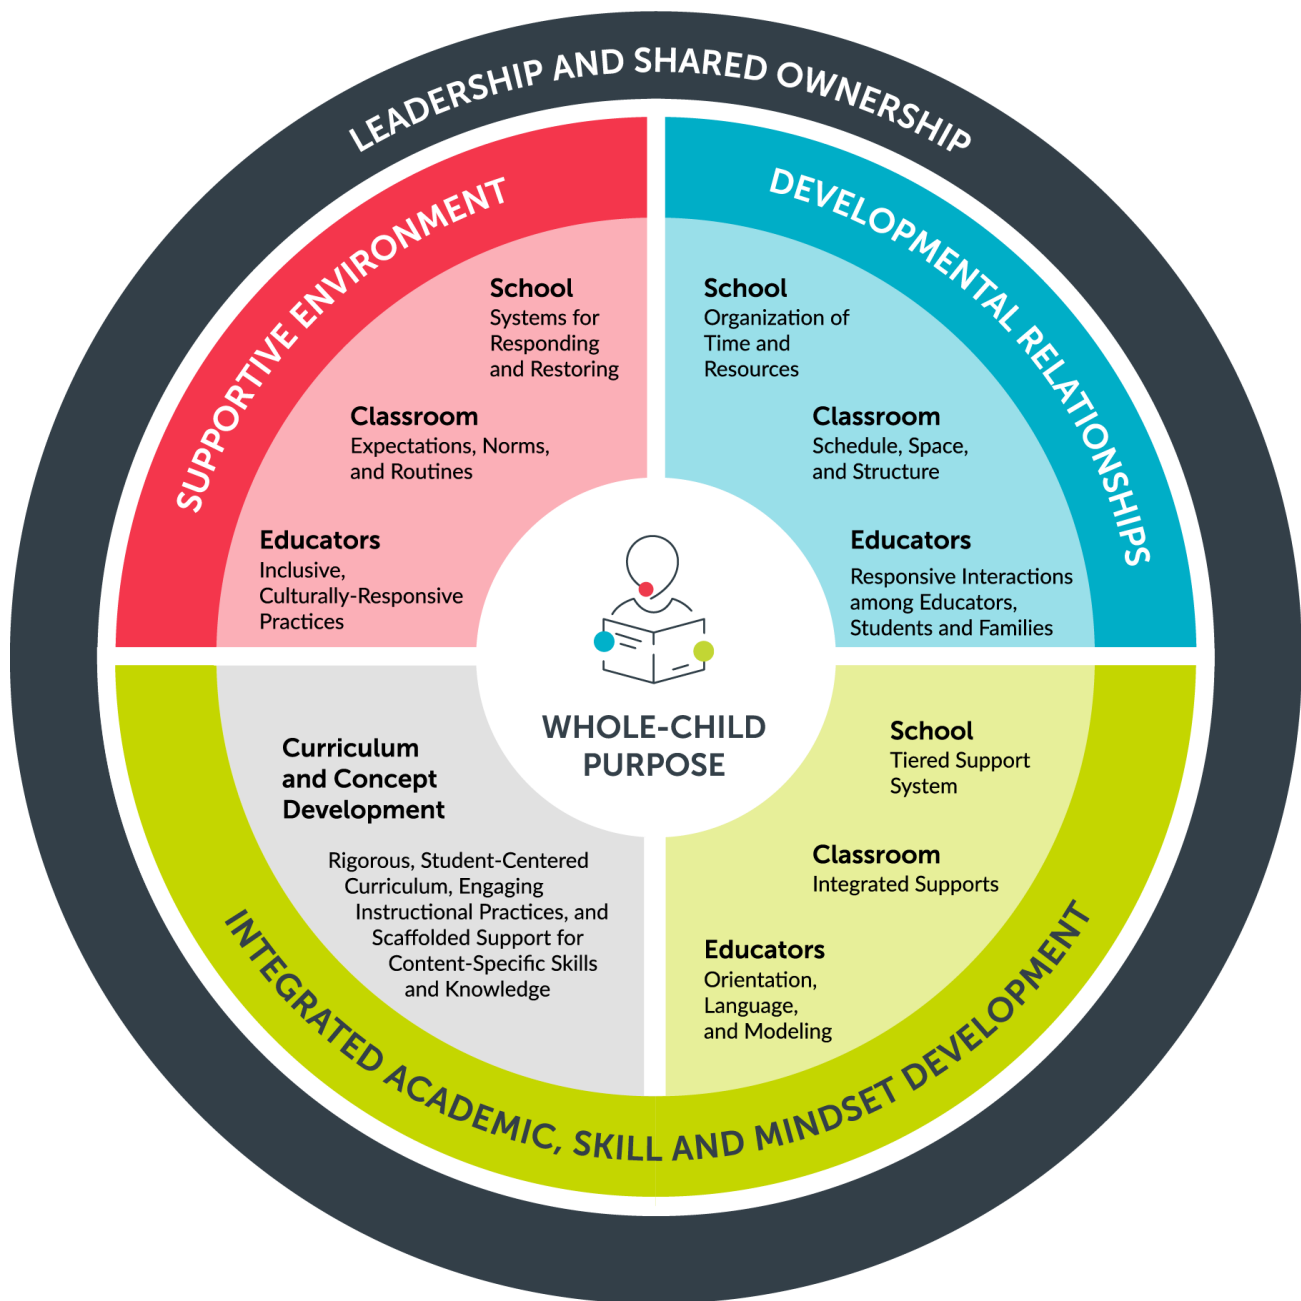 LEADERSHIP AND SHARED OWNERSHIP
SUPPORTIVE ENVIRONMENT
School
Systems for
Responding
and Restoring
Classroom
Expectations, Norms,
and Routines
Educators
Inclusive,
Culturally-Responsive
Practices
DEVELOPMENTAL RELATIONSHIPS
School
Organization of
Time and
Resources
Classroom
Schedule, Space,
and Structure
Educators
Responsive Interactions
among Educators,
Students and Families
WHOLE-CHILD
PURPOSE
Curriculum
and Concept
Development
Rigorous, Student-Centered
Curriculum, Engaging
Instructional Practices, and
Scaffolded Support for
Content-Specific Skills
and Knowledge
School
Tiered Support
System
Classroom
Integrated Supports
Educators
Orientation,
Language,
and Modeling
INTEGRATED ACADEMIC, SKILL AND MINDSET DEVELOPMENT